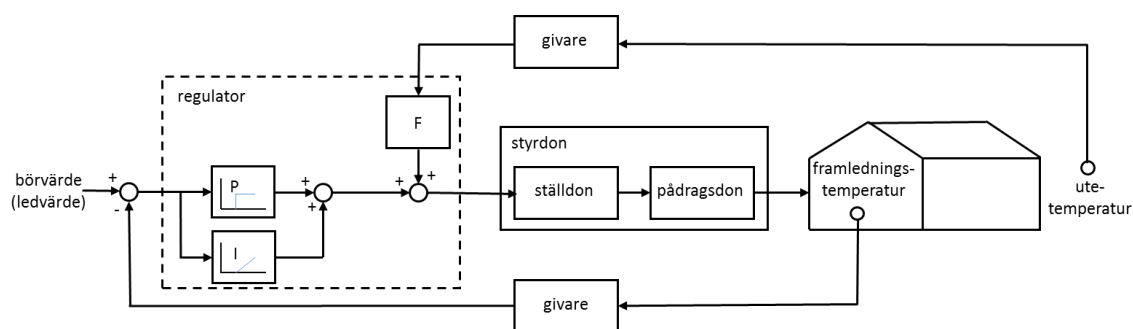 givare
regulator
F
+
+
styrdon
ställdon
pådragsdon
framlednings-
temperatur
ute-
temperatur
börvärde
(ledvärde)
+
-
P
+
+
+
I
givare